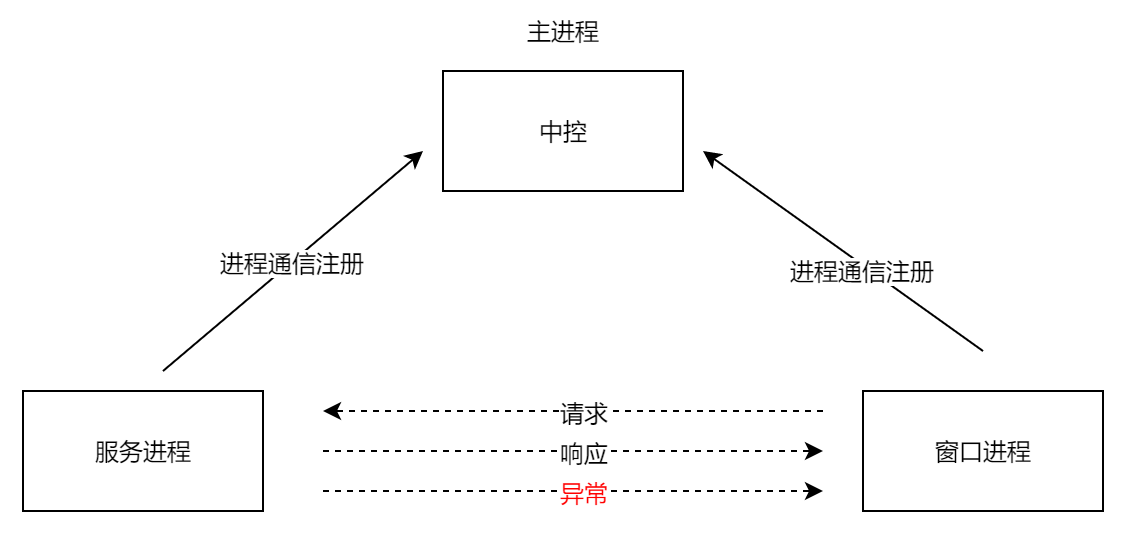 主进程
中控
进程通信注册
进程通信注册
请求
服务进程
响应
窗口进程
异常